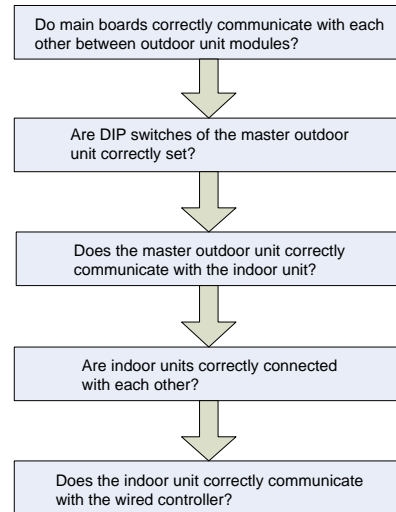 Do main boards correctly communicate with each
other between outdoor unit modules?
Are DIP switches of the master outdoor
unit correctly set?
Does the master outdoor unit correctly
communicate with the indoor unit?
Are indoor units correctly connected
with each other?
Does the indoor unit correctly communicate
with the wired controller?